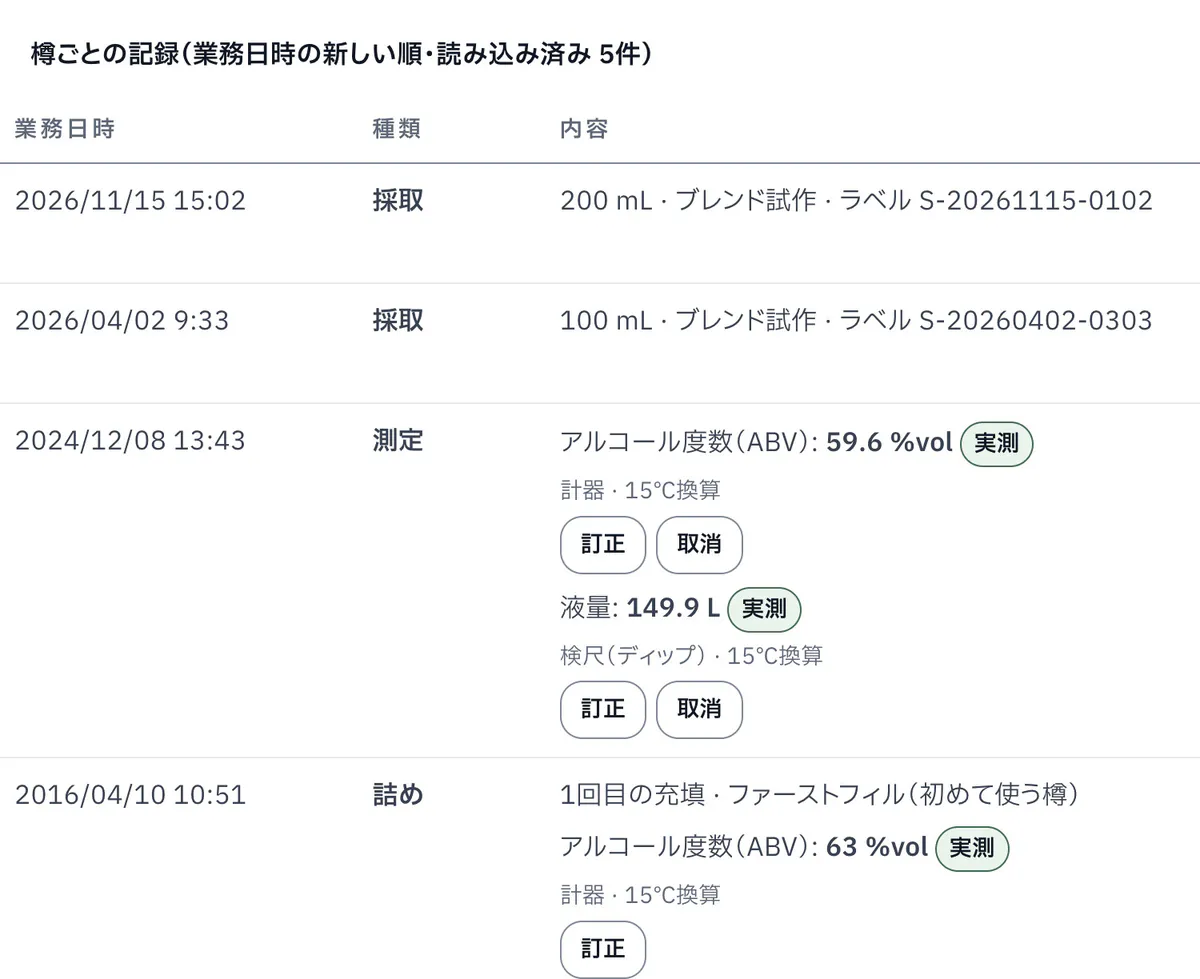 樽ごとの記録（業務日時の新しい順・読み込み済み 5件）
業務日時 種類 内容
2026/11/15 15:02 採取 200 mL · ブレンド試作 · ラベル S-20261115-0102
2026/04/02 9:33 採取 100 mL · ブレンド試作 · ラベル S-20260402-0303
2024/12/08 13:43 測定 アルコール度数（ABV）: 59.6 %vol 実測
計器 · 15℃換算
訂正 取消
液量: 149.9 L 実測
検尺（ディップ） · 15℃換算
訂正 取消
2016/04/10 10:51 詰め 1回目の充填 · ファーストフィル（初めて使う樽）
アルコール度数（ABV）: 63 %vol 実測
計器 · 15℃換算
訂正